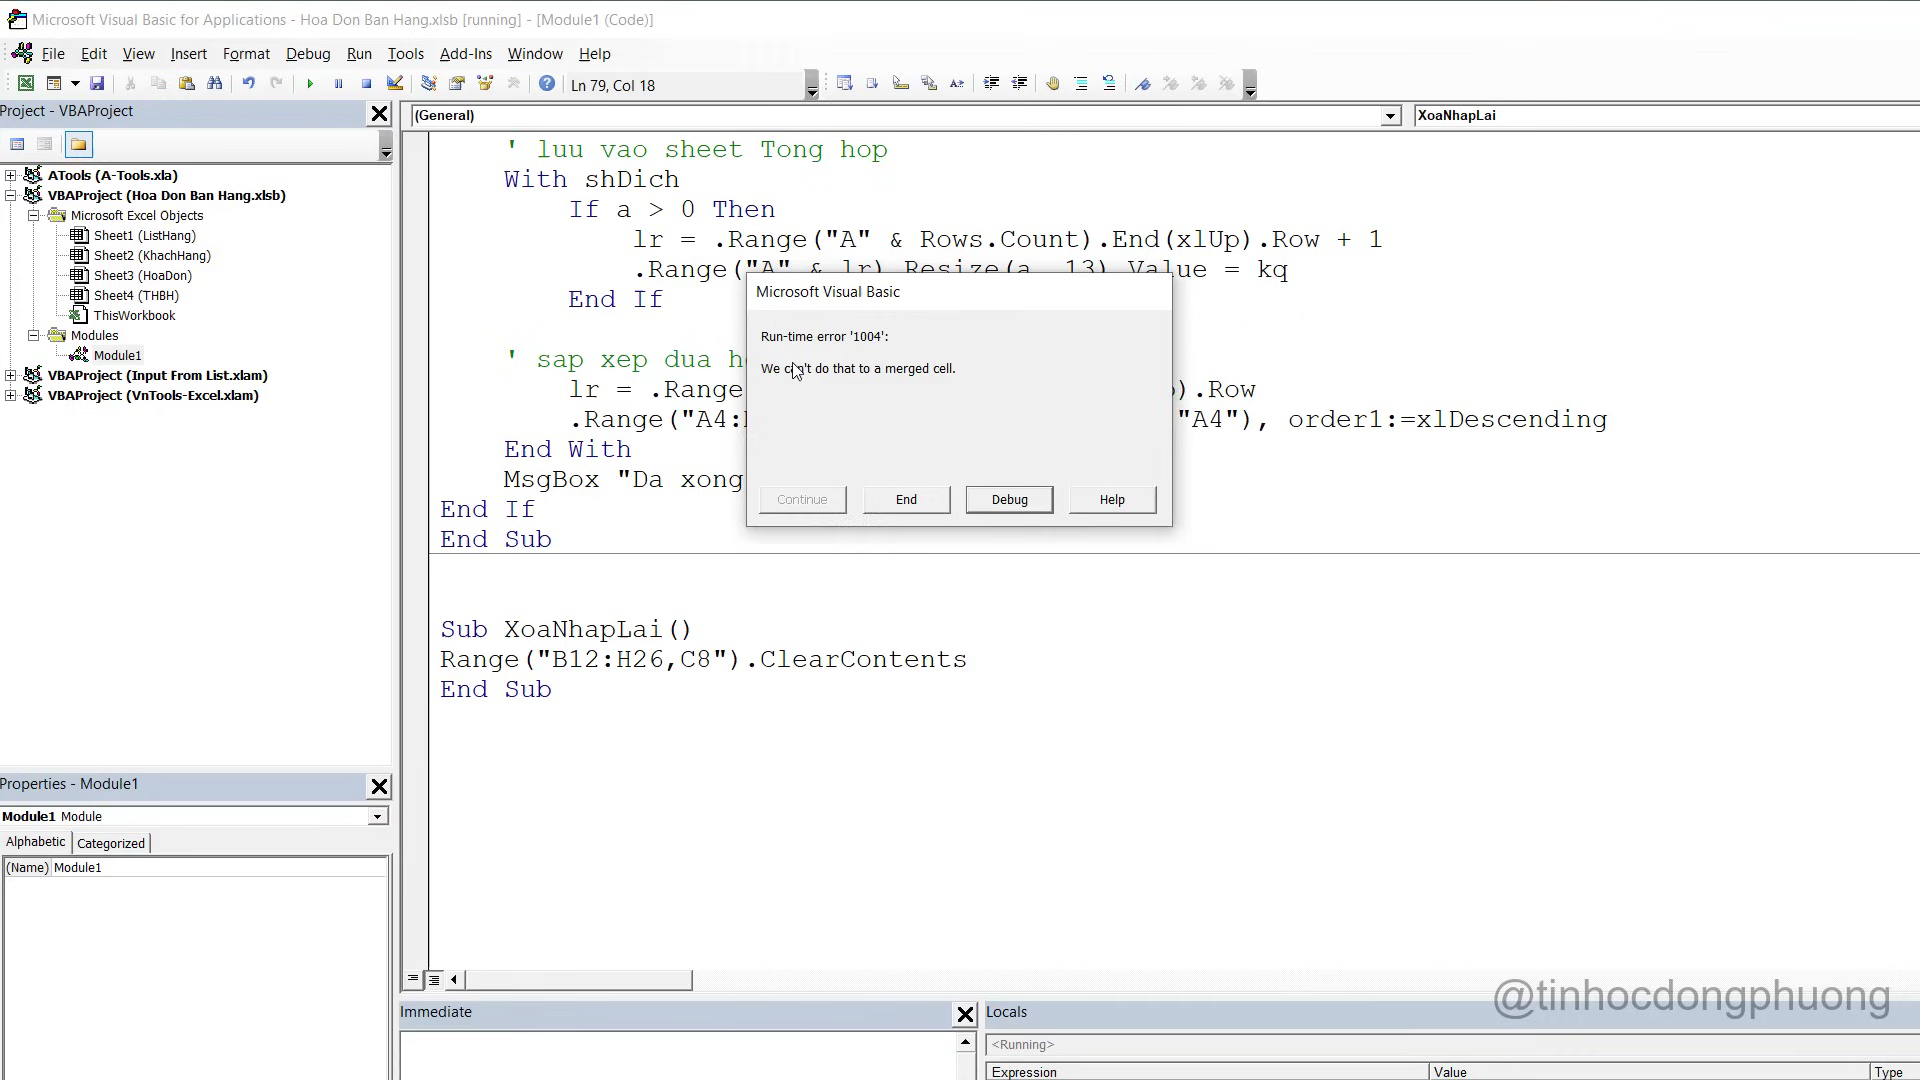 Microsoft Visual Basic for Applications - Hoa Don Ban Hang.xlsb [running] - [Module1 (Code)]
File Edit View Insert Format Debug Run Tools Add-Ins Window Help
Ln 79, Col 18
Project - VBAProject
(General)
XoaNhapLai
ATools (A-Tools.xla)
VBAProject (Hoa Don Ban Hang.xlsb)
Microsoft Excel Objects
Sheet1 (ListHang)
Sheet2 (KhachHang)
Sheet3 (HoaDon)
Sheet4 (THBH)
ThisWorkbook
Modules
Module1
VBAProject (Input From List.xlam)
VBAProject (VnTools-Excel.xlam)
' luu vao sheet Tong hop
With shDich
If a > 0 Then
lr = .Range("A" & Rows.Count).End(xlUp).Row + 1
.Range("A" & lr).Resize(a, 13).Value = kq
End If
' sap xep dua h
lr = .Range ).Row
.Range("A4: "A4"), order1:=xlDescending
End With
MsgBox "Da xong
End If
End Sub
Sub XoaNhapLai()
Range("B12:H26,C8").ClearContents
End Sub
Microsoft Visual Basic
Run-time error '1004':
We can't do that to a merged cell.
Continue End Debug Help
Properties - Module1
Module1 Module
Alphabetic Categorized
(Name) Module1
Immediate
Locals
<Running>
Expression Value Type
@tinhocdongphuong